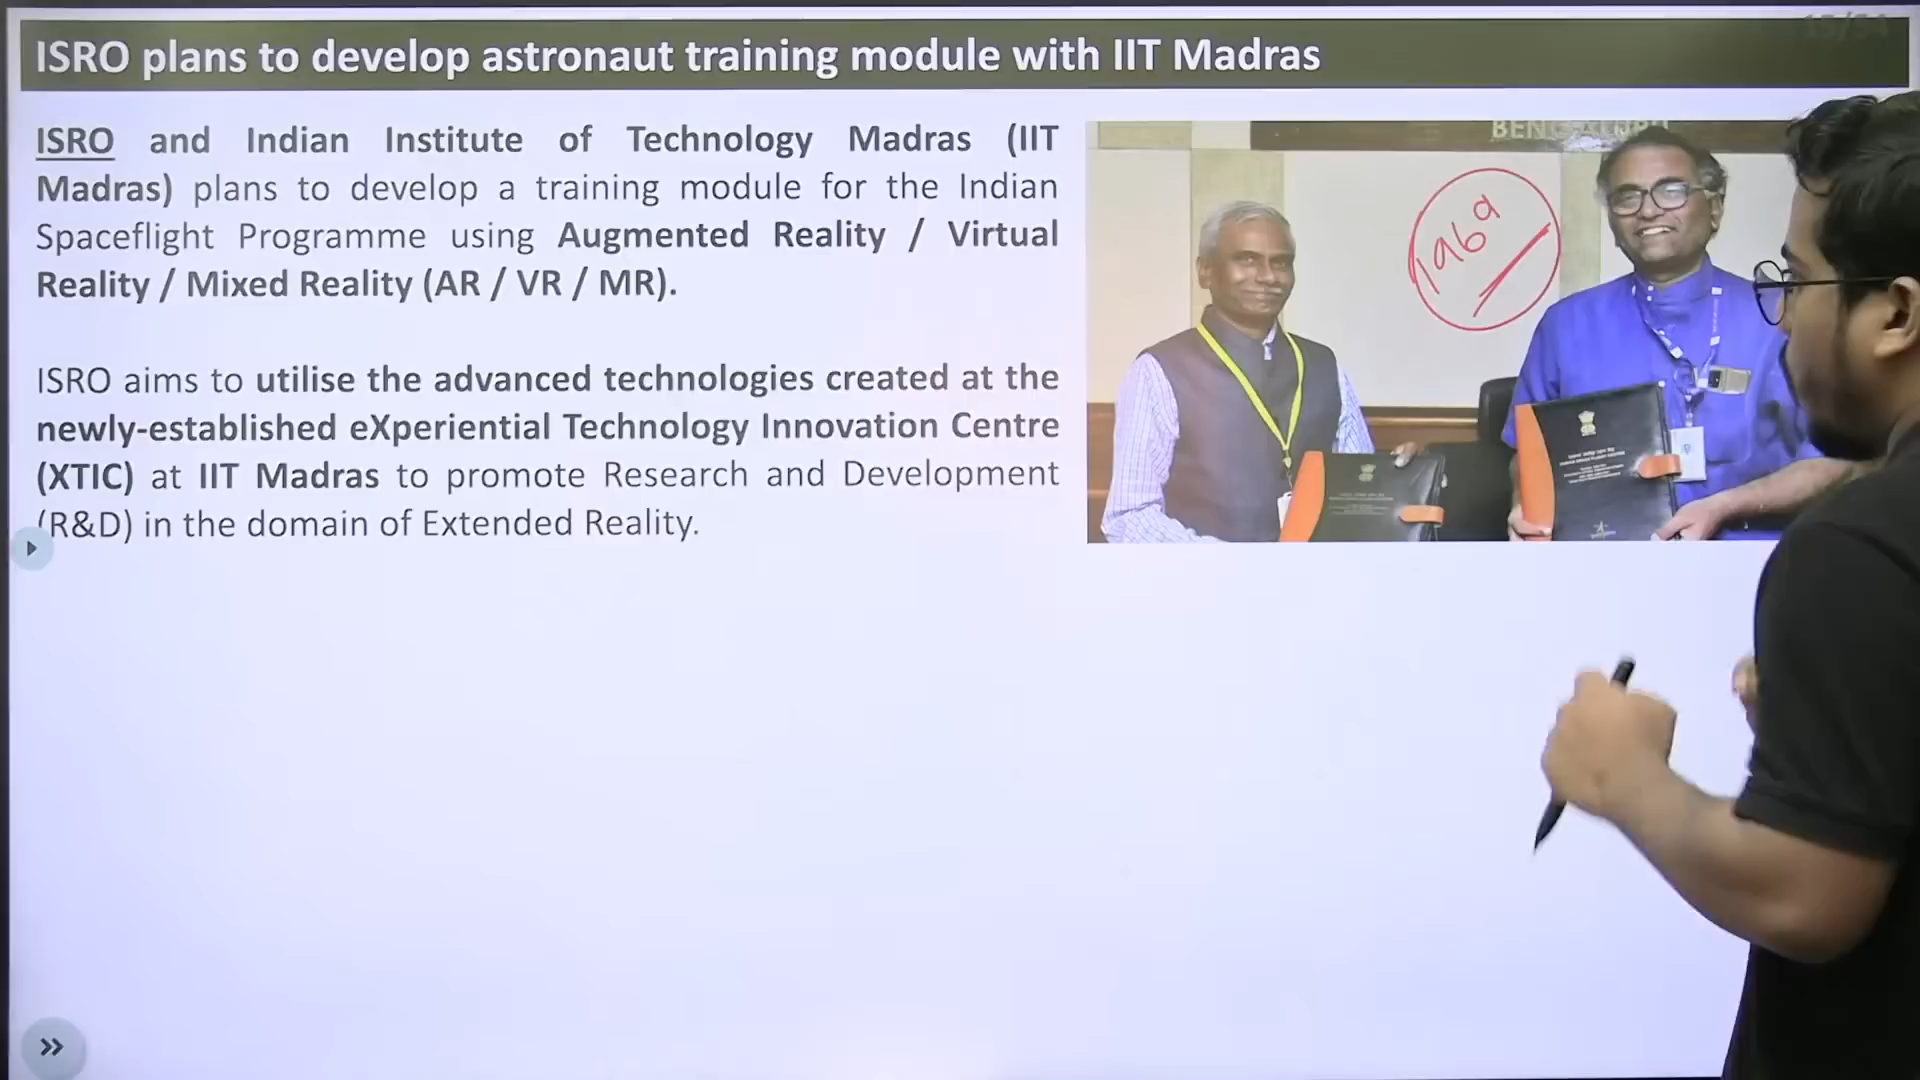 ISRO plans to develop astronaut training module with IIT Madras
ISRO and Indian Institute of Technology Madras (IIT
Madras) plans to develop a training module for the Indian
Spaceflight Programme using Augmented Reality / Virtual
Reality / Mixed Reality (AR / VR / MR).
ISRO aims to utilise the advanced technologies created at the
newly-established eXperiential Technology Innovation Centre
(XTIC) at IIT Madras to promote Research and Development
(R&D) in the domain of Extended Reality.
BENGALURU
1969